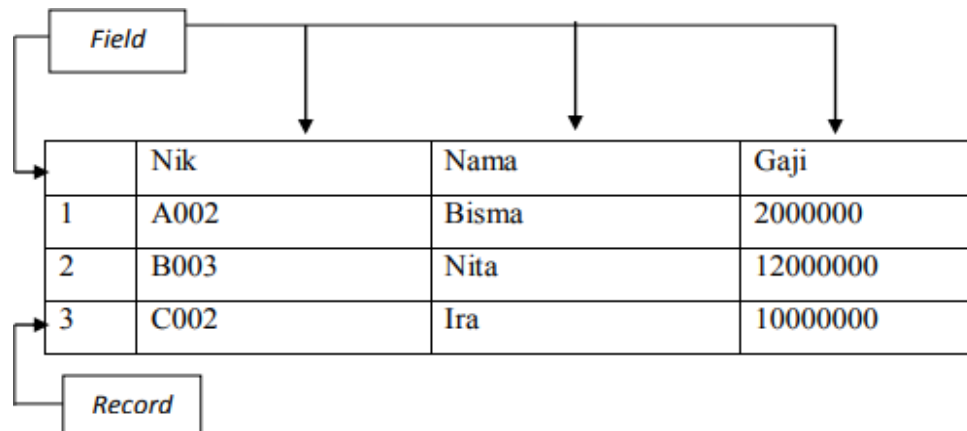 Field
Nik Nama Gaji
1 A002 Bisma 2000000
2 B003 Nita 12000000
3 C002 Ira 10000000
Record